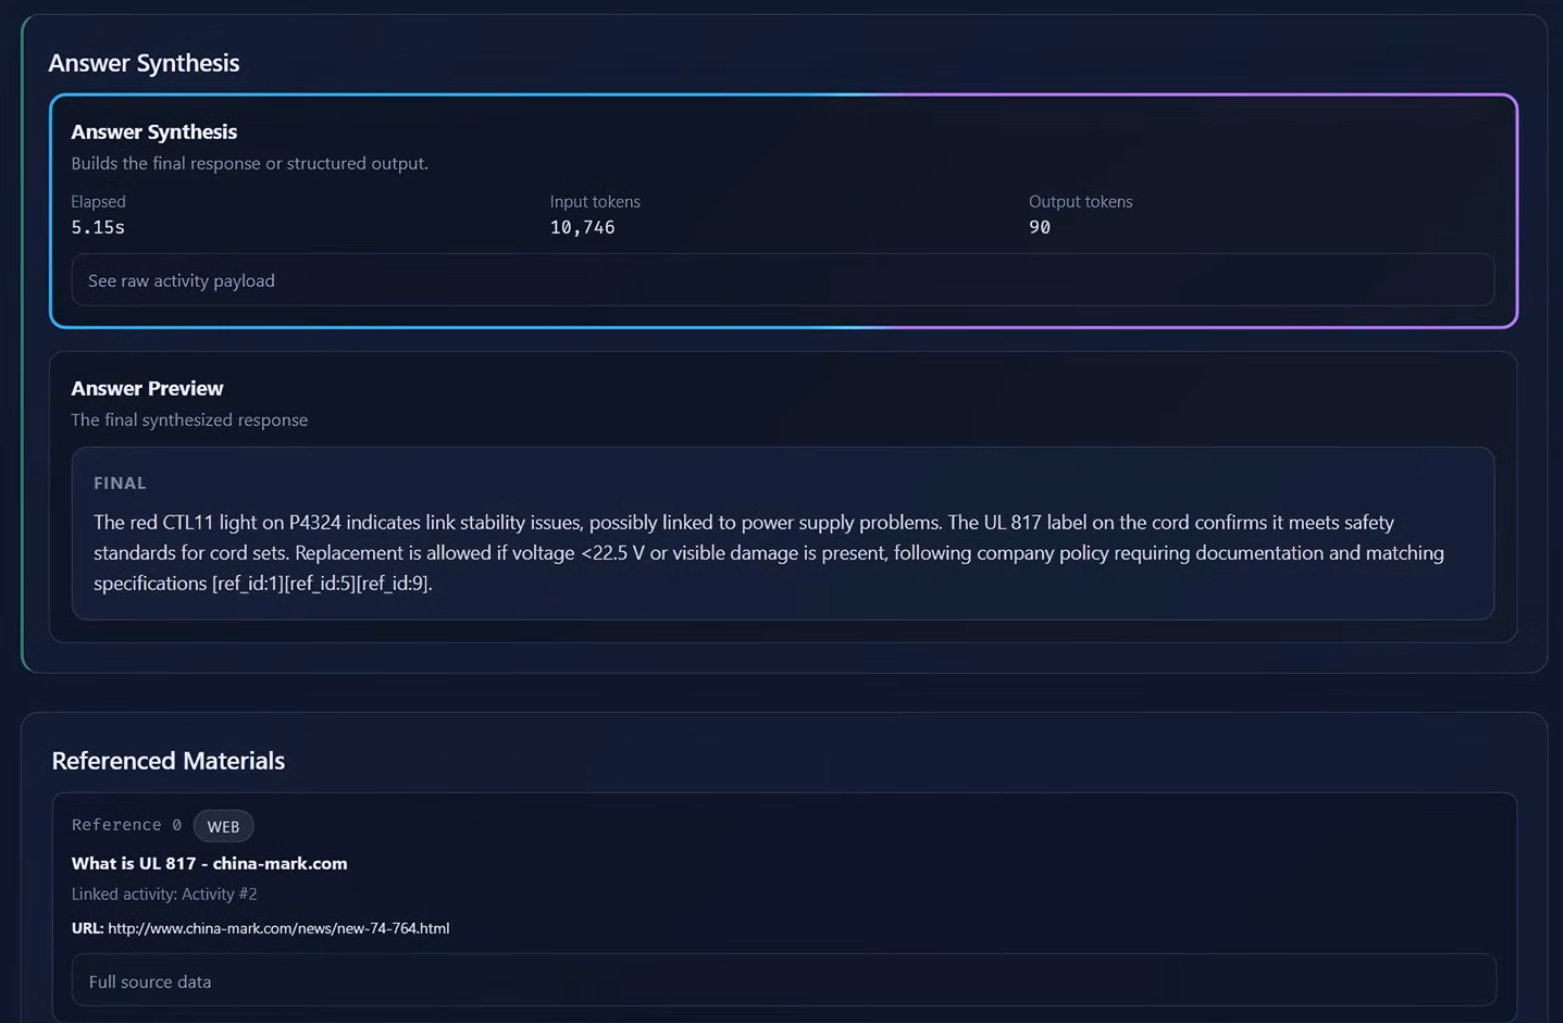 Answer Synthesis
Answer Synthesis
Builds the final response or structured output.
Elapsed
5.15s
Input tokens
10,746
Output tokens
90
See raw activity payload
Answer Preview
The final synthesized response
FINAL
The red CTL11 light on P4324 indicates link stability issues, possibly linked to power supply problems. The UL 817 label on the cord confirms it meets safety
standards for cord sets. Replacement is allowed if voltage <22.5 V or visible damage is present, following company policy requiring documentation and matching
specifications [ref_id:1][ref_id:5][ref_id:9].
Referenced Materials
Reference 0 WEB
What is UL 817 - china-mark.com
Linked activity: Activity #2
URL: http://www.china-mark.com/news/new-74-764.html
Full source data